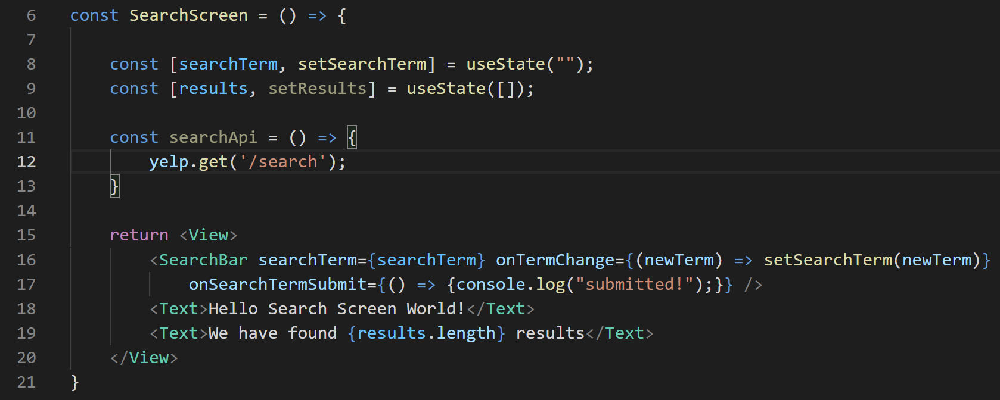 6 const SearchScreen = () => {
7
8 const [searchTerm, setSearchTerm] = useState("");
9 const [results, setResults] = useState([]);
10
11 const searchApi = () => {
12 yelp.get('/search');
13 }
14
15 return <View>
16 <SearchBar searchTerm={searchTerm} onTermChange={(newTerm) => setSearchTerm(newTerm)}
17 onSearchTermSubmit={() => {console.log("submitted!");}} />
18 <Text>Hello Search Screen World!</Text>
19 <Text>We have found {results.length} results</Text>
20 </View>
21 }